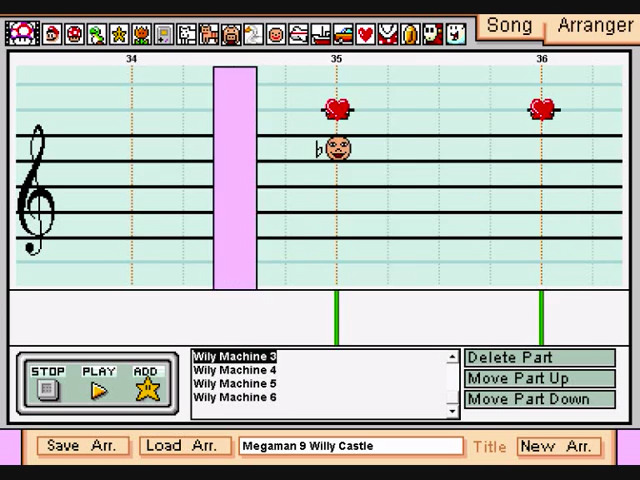 Song Arranger
34 35 36
♭
STOP PLAY ADD
Wily Machine 3
Wily Machine 4
Wily Machine 5
Wily Machine 6
Delete Part
Move Part Up
Move Part Down
Save Arr. Load Arr. Megaman 9 Willy Castle Title New Arr.